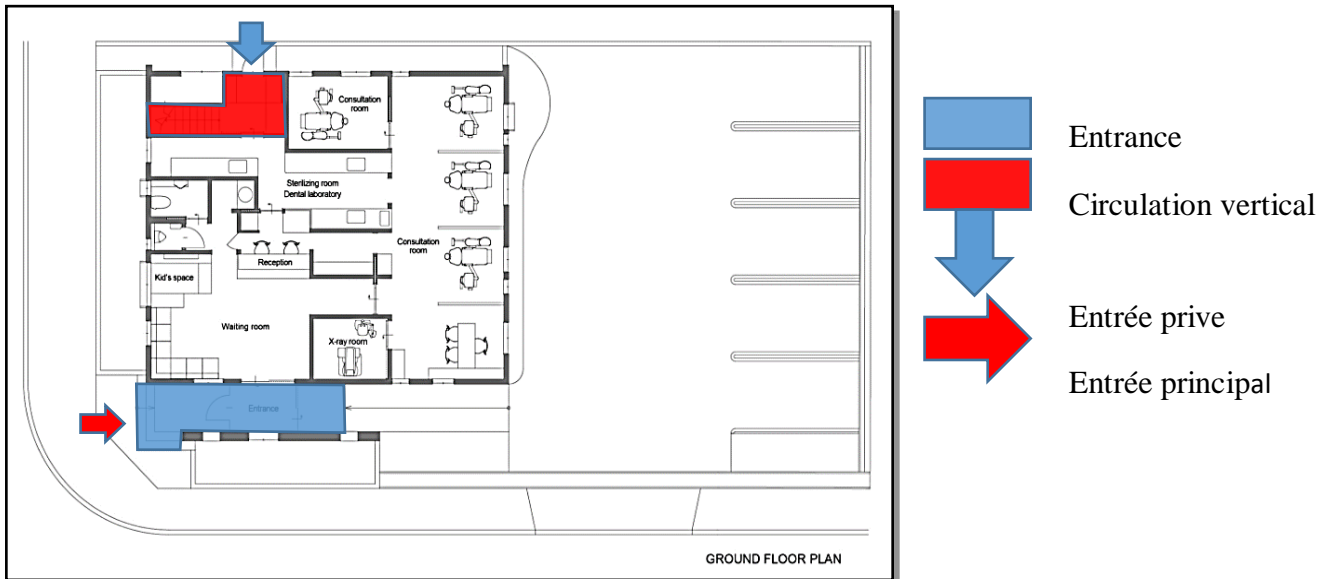 Consultation
room
Sterilizing room
Dental laboratory
Consultation
room
Reception
Kid's space
Waiting room
X-ray room
Entrance
GROUND FLOOR PLAN
Entrance
Circulation vertical
Entrée prive
Entrée principal